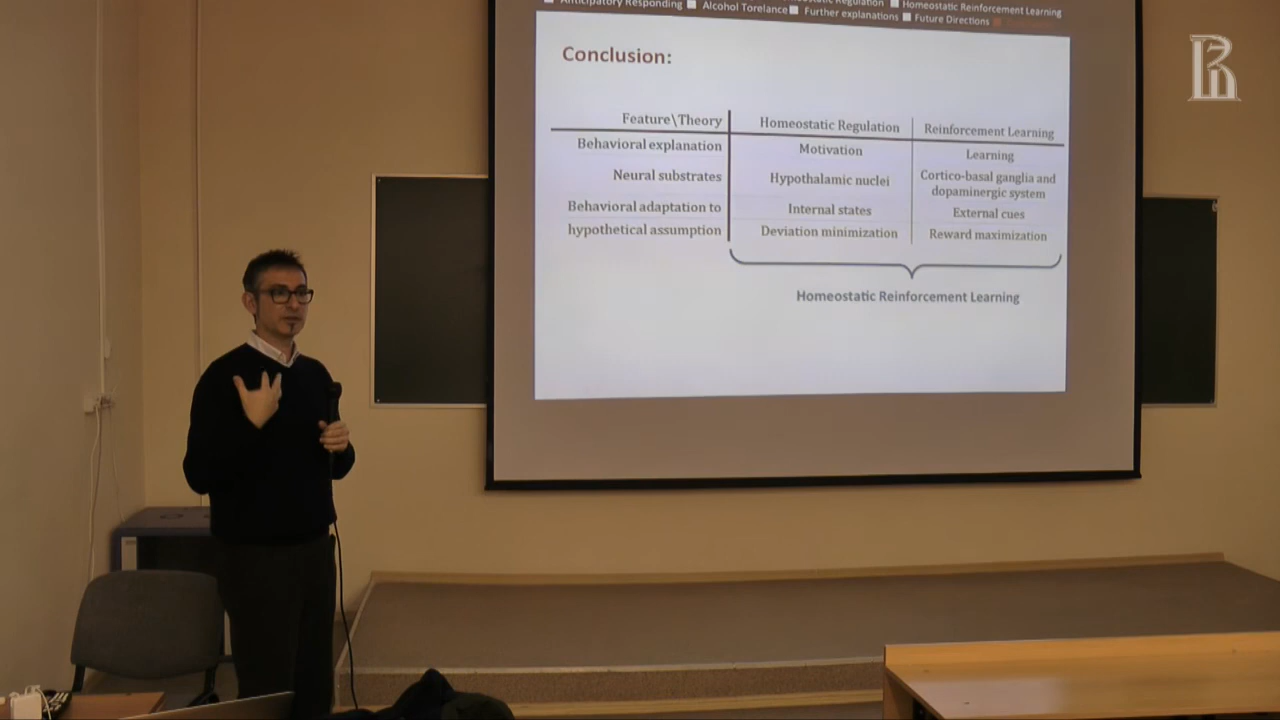 Anticipatory Responding Alcohol Torelance Regulation Homeostatic Reinforcement Learning
Further explanations Future Directions
Conclusion:
Feature\Theory Homeostatic Regulation Reinforcement Learning
Behavioral explanation Motivation Learning
Neural substrates Hypothalamic nuclei Cortico-basal ganglia and
dopaminergic system
Behavioral adaptation to Internal states External cues
hypothetical assumption Deviation minimization Reward maximization
Homeostatic Reinforcement Learning